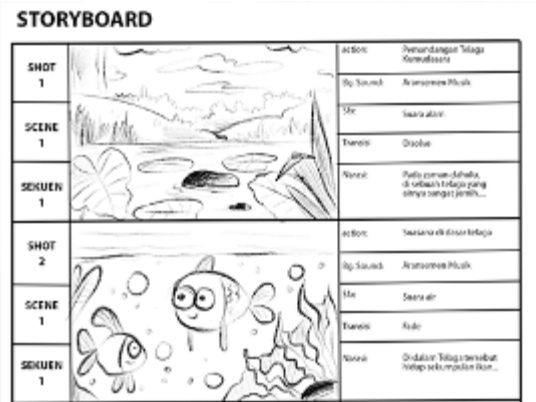 STORYBOARD
SHOT
1
action:
Pemandangan Telaga
Kumudasara
Bg. Sound:
Aransemen Musik
SCENE
1
Sfx:
Suara alam
Transisi
Disolve
SEKUEN
1
Narasi:
Pada zaman dahulu,
di sebuah telaga yang
airnya sangat jernih....
SHOT
2
action:
Suasana di dasar telaga
Bg. Sound:
Aransemen Musik
SCENE
1
Sfx
Suara air
Transisi
Fade
SEKUEN
1
Narasi
Di dalam Telaga tersebut
hidup sekumpulan ikan...